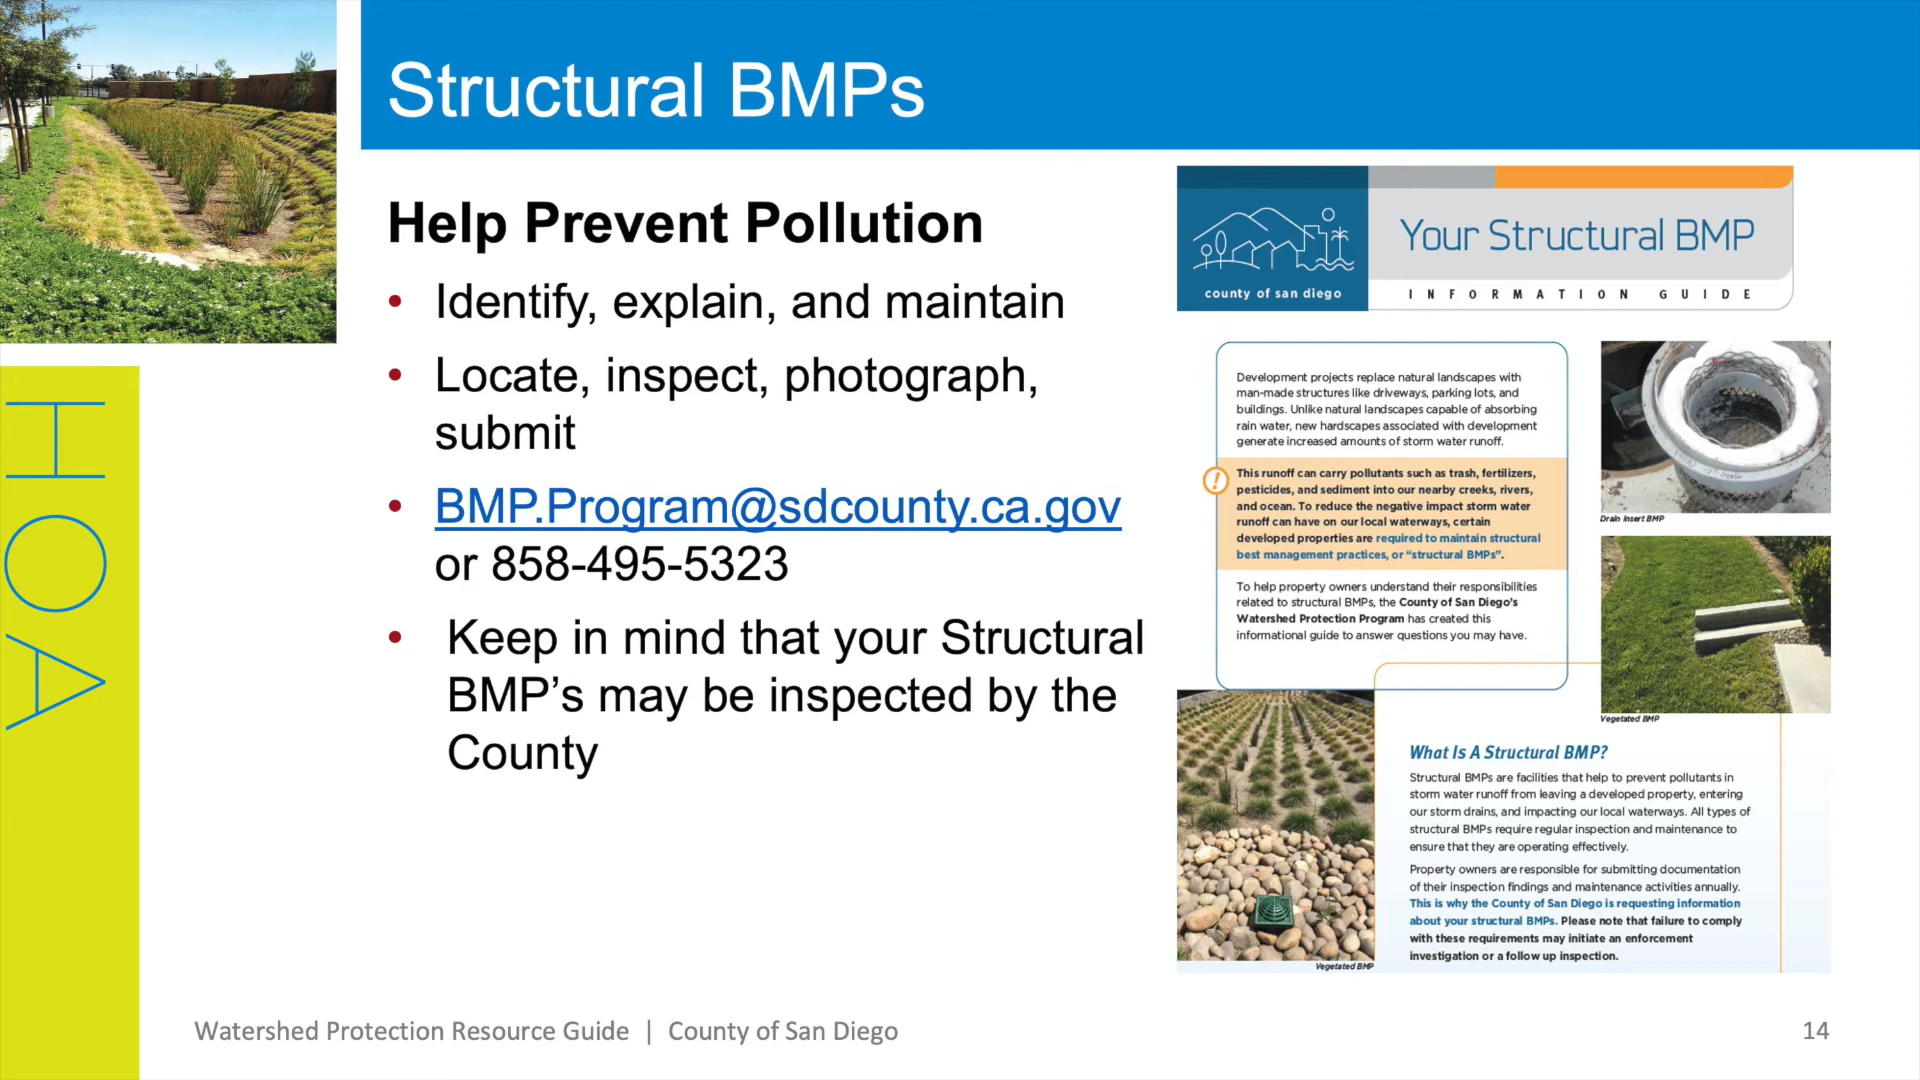 Structural BMPs
HOA
Help Prevent Pollution
• Identify, explain, and maintain
• Locate, inspect, photograph,
submit
• BMP.Program@sdcounty.ca.gov
or 858-495-5323
• Keep in mind that your Structural
BMP’s may be inspected by the
County
county of san diego
Your Structural BMP
INFORMATION GUIDE
Development projects replace natural landscapes with
man-made structures like driveways, parking lots, and
buildings. Unlike natural landscapes capable of absorbing
rain water, new hardscapes associated with development
generate increased amounts of storm water runoff.
!
This runoff can carry pollutants such as trash, fertilizers,
pesticides, and sediment into our nearby creeks, rivers,
and ocean. To reduce the negative impact storm water
runoff can have on our local waterways, certain
developed properties are required to maintain structural
best management practices, or “structural BMPs”.
To help property owners understand their responsibilities
related to structural BMPs, the County of San Diego’s
Watershed Protection Program has created this
informational guide to answer questions you may have.
Drain Insert BMP
Vegetated BMP
Vegetated BMP
What Is A Structural BMP?
Structural BMPs are facilities that help to prevent pollutants in
storm water runoff from leaving a developed property, entering
our storm drains, and impacting our local waterways. All types of
structural BMPs require regular inspection and maintenance to
ensure that they are operating effectively.
Property owners are responsible for submitting documentation
of their inspection findings and maintenance activities annually.
This is why the County of San Diego is requesting information
about your structural BMPs. Please note that failure to comply
with these requirements may initiate an enforcement
investigation or a follow up inspection.
Watershed Protection Resource Guide | County of San Diego
14